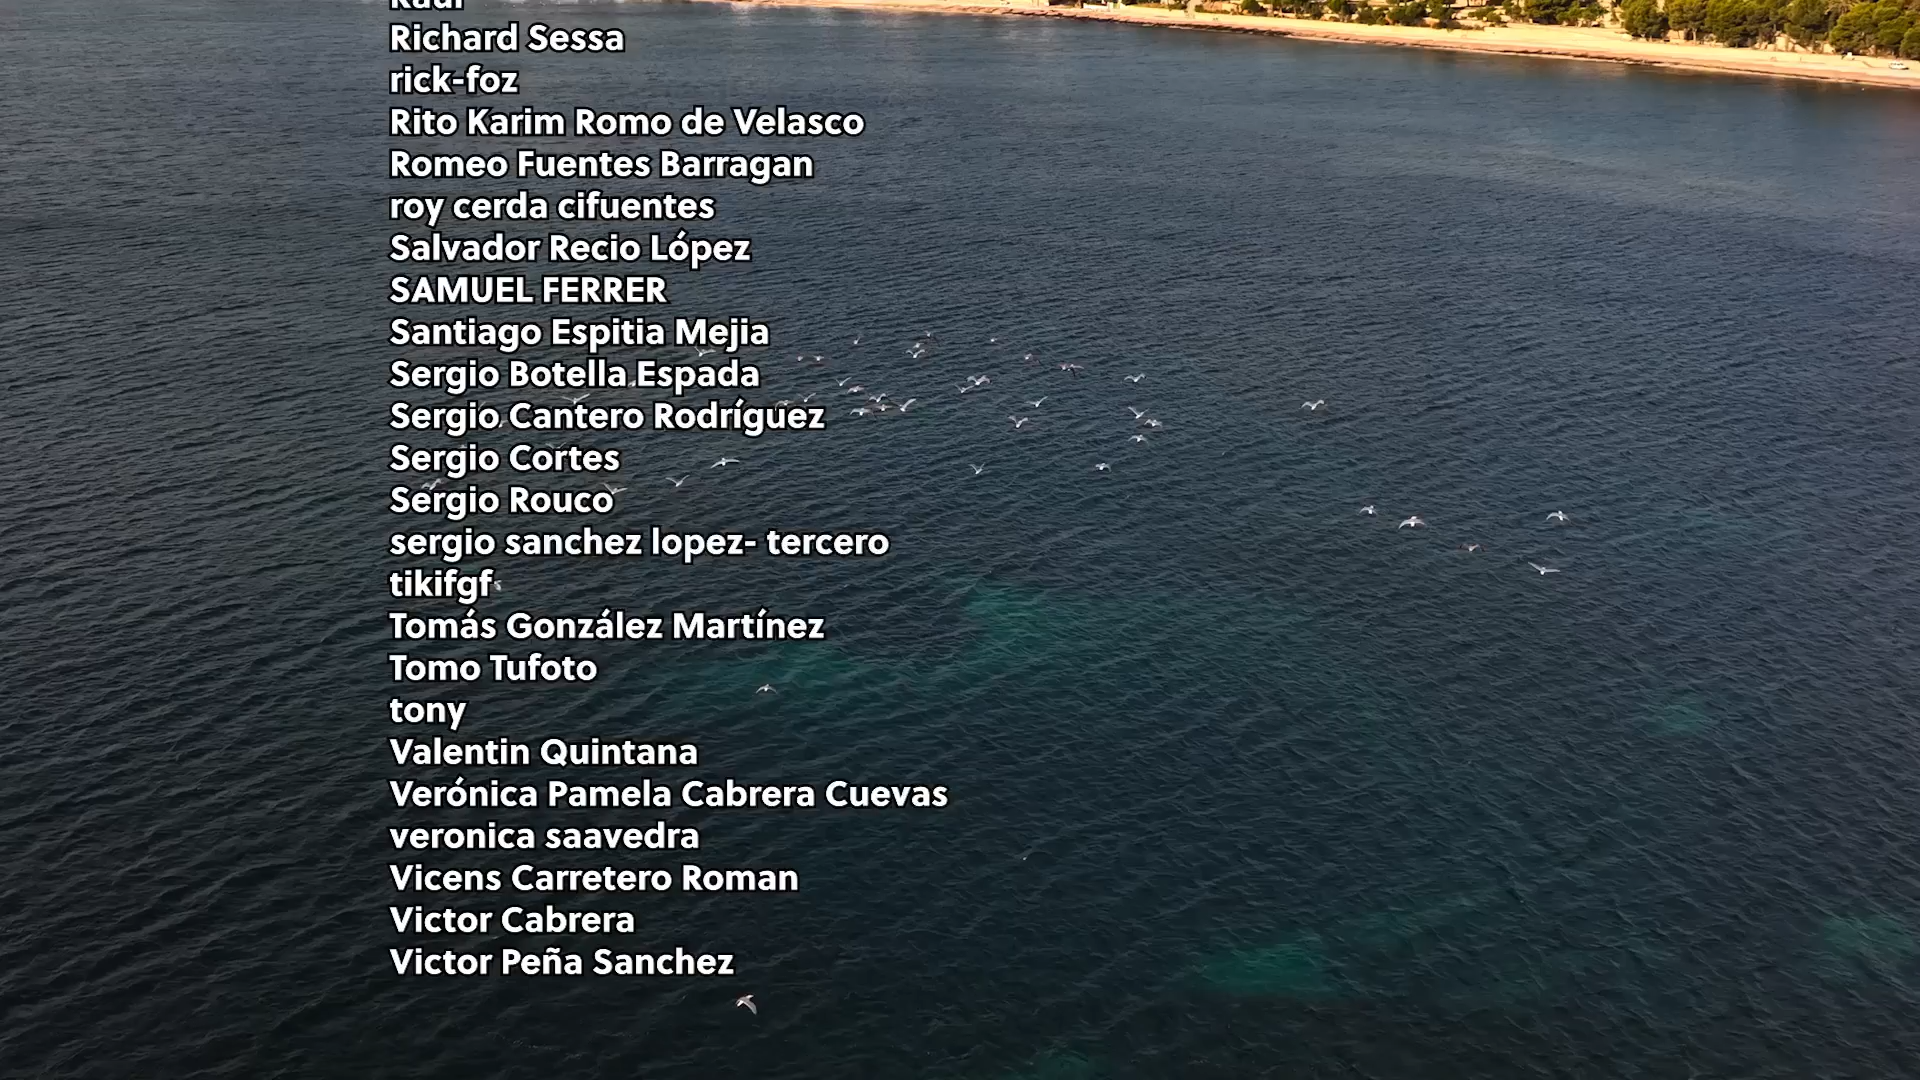 Raúl
Richard Sessa
rick-foz
Rito Karim Romo de Velasco
Romeo Fuentes Barragan
roy cerda cifuentes
Salvador Recio López
SAMUEL FERRER
Santiago Espitia Mejia
Sergio Botella Espada
Sergio Cantero Rodríguez
Sergio Cortes
Sergio Rouco
sergio sanchez lopez- tercero
tikifgf
Tomás González Martínez
Tomo Tufoto
tony
Valentin Quintana
Verónica Pamela Cabrera Cuevas
veronica saavedra
Vicens Carretero Roman
Victor Cabrera
Victor Peña Sanchez